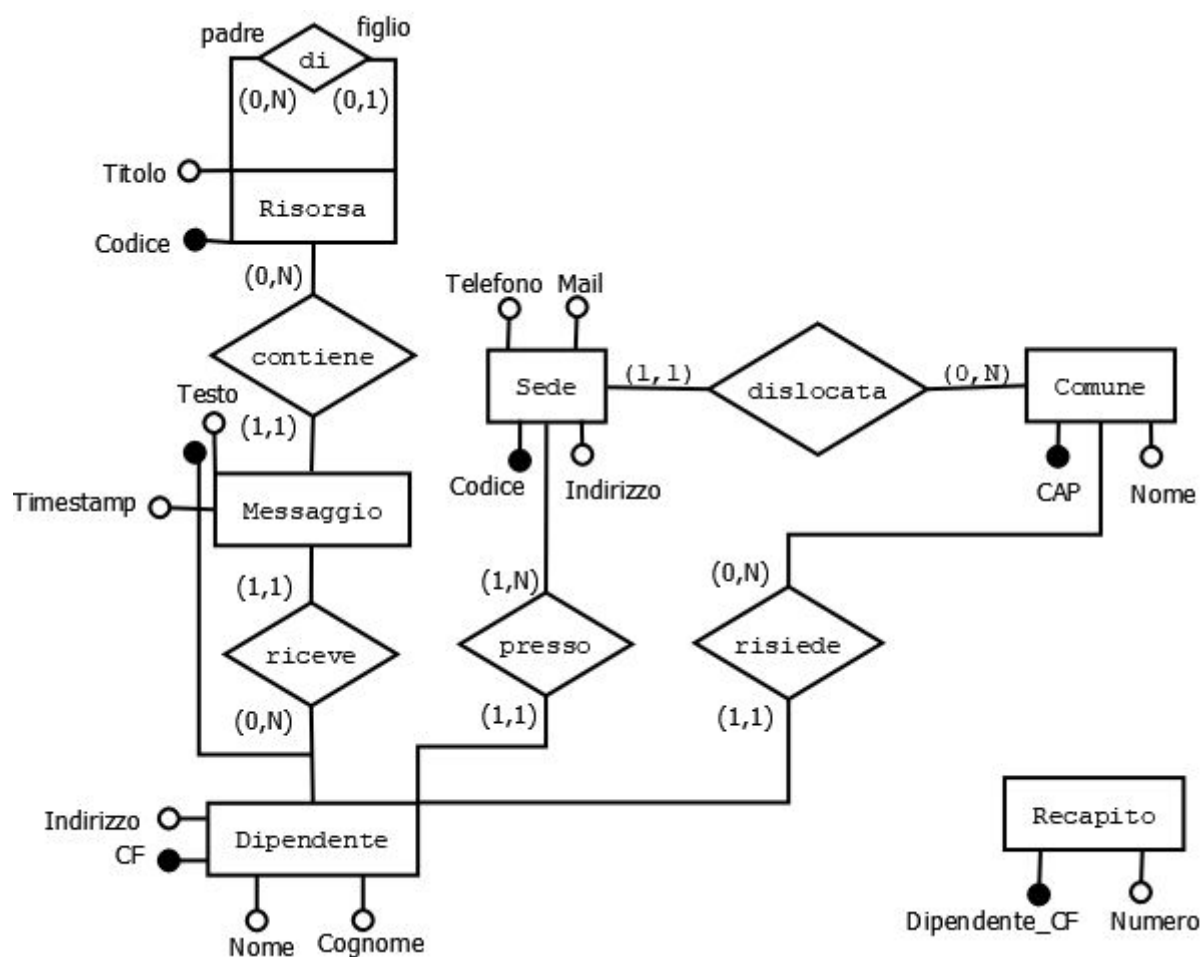 padre
figlio
di
(0,N)
(0,1)
Titolo
Risorsa
Codice
(0,N)
contiene
(1,1)
Testo
Timestamp
Messaggio
(1,1)
riceve
(0,N)
Indirizzo
CF
Dipendente
Nome
Cognome
Telefono
Mail
Sede
Codice
Indirizzo
(1,1)
dislocata
(0,N)
Comune
CAP
Nome
(1,N)
presso
(1,1)
(0,N)
risiede
(1,1)
Recapito
Dipendente_CF
Numero